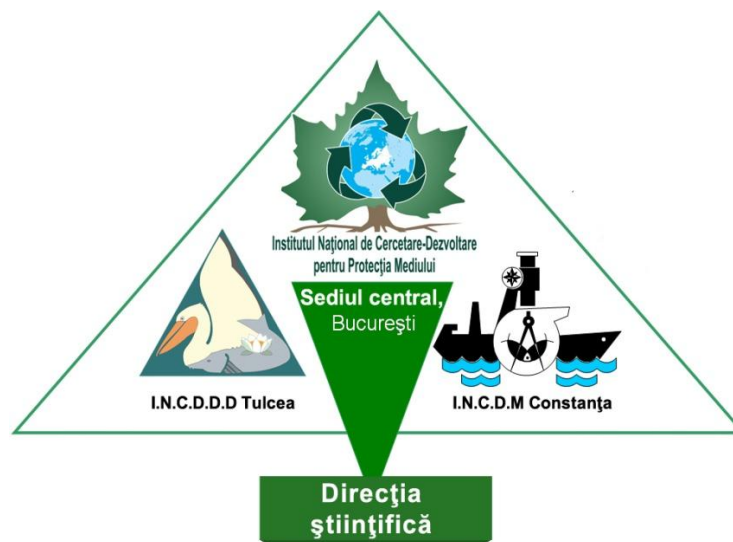 Institutul Naţional de Cercetare-Dezvoltare
pentru Protecţia Mediului
Sediul central,
Bucureşti
I.N.C.D.D.D Tulcea
I.N.C.D.M Constanţa
Direcţia
ştiinţifică